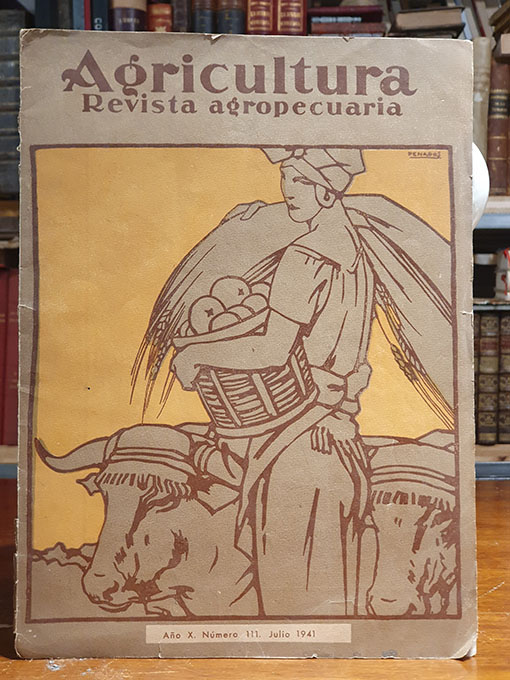 Agricultura
Revista agropecuaria
PENAGOS
Año X. Número 111. Julio 1941